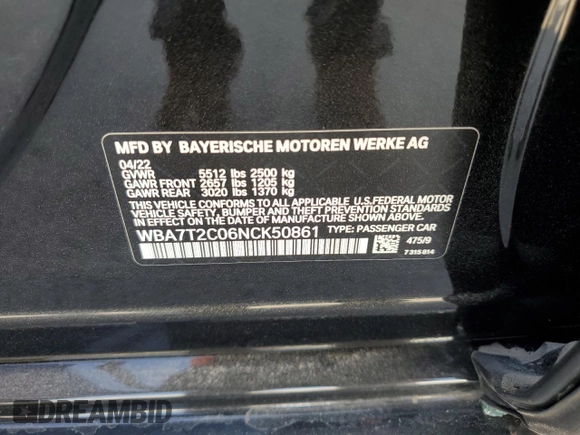 MFD BY BAYERISCHE MOTOREN WERKE AG
04/22
GVWR 5512 lbs 2500 kg
GAWR FRONT 2657 lbs 1205 kg
GAWR REAR 3020 lbs 1370 kg
THIS VEHICLE CONFORMS TO ALL APPLICABLE U.S.FEDERAL MOTOR
VEHICLE SAFETY, BUMPER AND THEFT PREVENTION STANDARDS
IN EFFECT ON THE DATE OF MANUFACTURE SHOWN ABOVE.
WBA7T2C06NCK50861 TYPE: PASSENGER CAR
475/9
7 315 814
DREAMBID